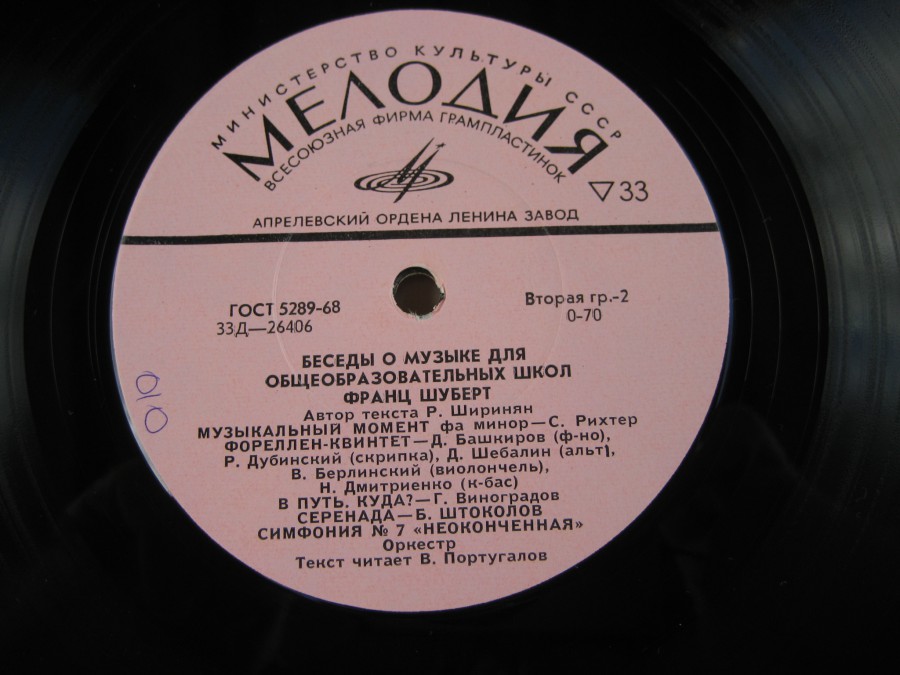 МИНИСТЕРСТВО КУЛЬТУРЫ СССР
МЕЛОДИЯ
ВСЕСОЮЗНАЯ ФИРМА ГРАМПЛАСТИНОК
▽33
АПРЕЛЕВСКИЙ ОРДЕНА ЛЕНИНА ЗАВОД
ГОСТ 5289-68
33Д—26406
Вторая гр.-2
0-70
БЕСЕДЫ О МУЗЫКЕ ДЛЯ
ОБЩЕОБРАЗОВАТЕЛЬНЫХ ШКОЛ
ФРАНЦ ШУБЕРТ
Автор текста Р. Ширинян
МУЗЫКАЛЬНЫЙ МОМЕНТ фа минор—С. Рихтер
ФОРЕЛЛЕН-КВИНТЕТ—Д. Башкиров (ф-но),
Р. Дубинский (скрипка), Д. Шебалин (альт),
В. Берлинский (виолончель),
Н. Дмитриенко (к-бас)
В ПУТЬ. КУДА?—Г. Виноградов
СЕРЕНАДА—Б. ШТОКОЛОВ
СИМФОНИЯ № 7 «НЕОКОНЧЕННАЯ»
Оркестр
Текст читает В. Португалов
010